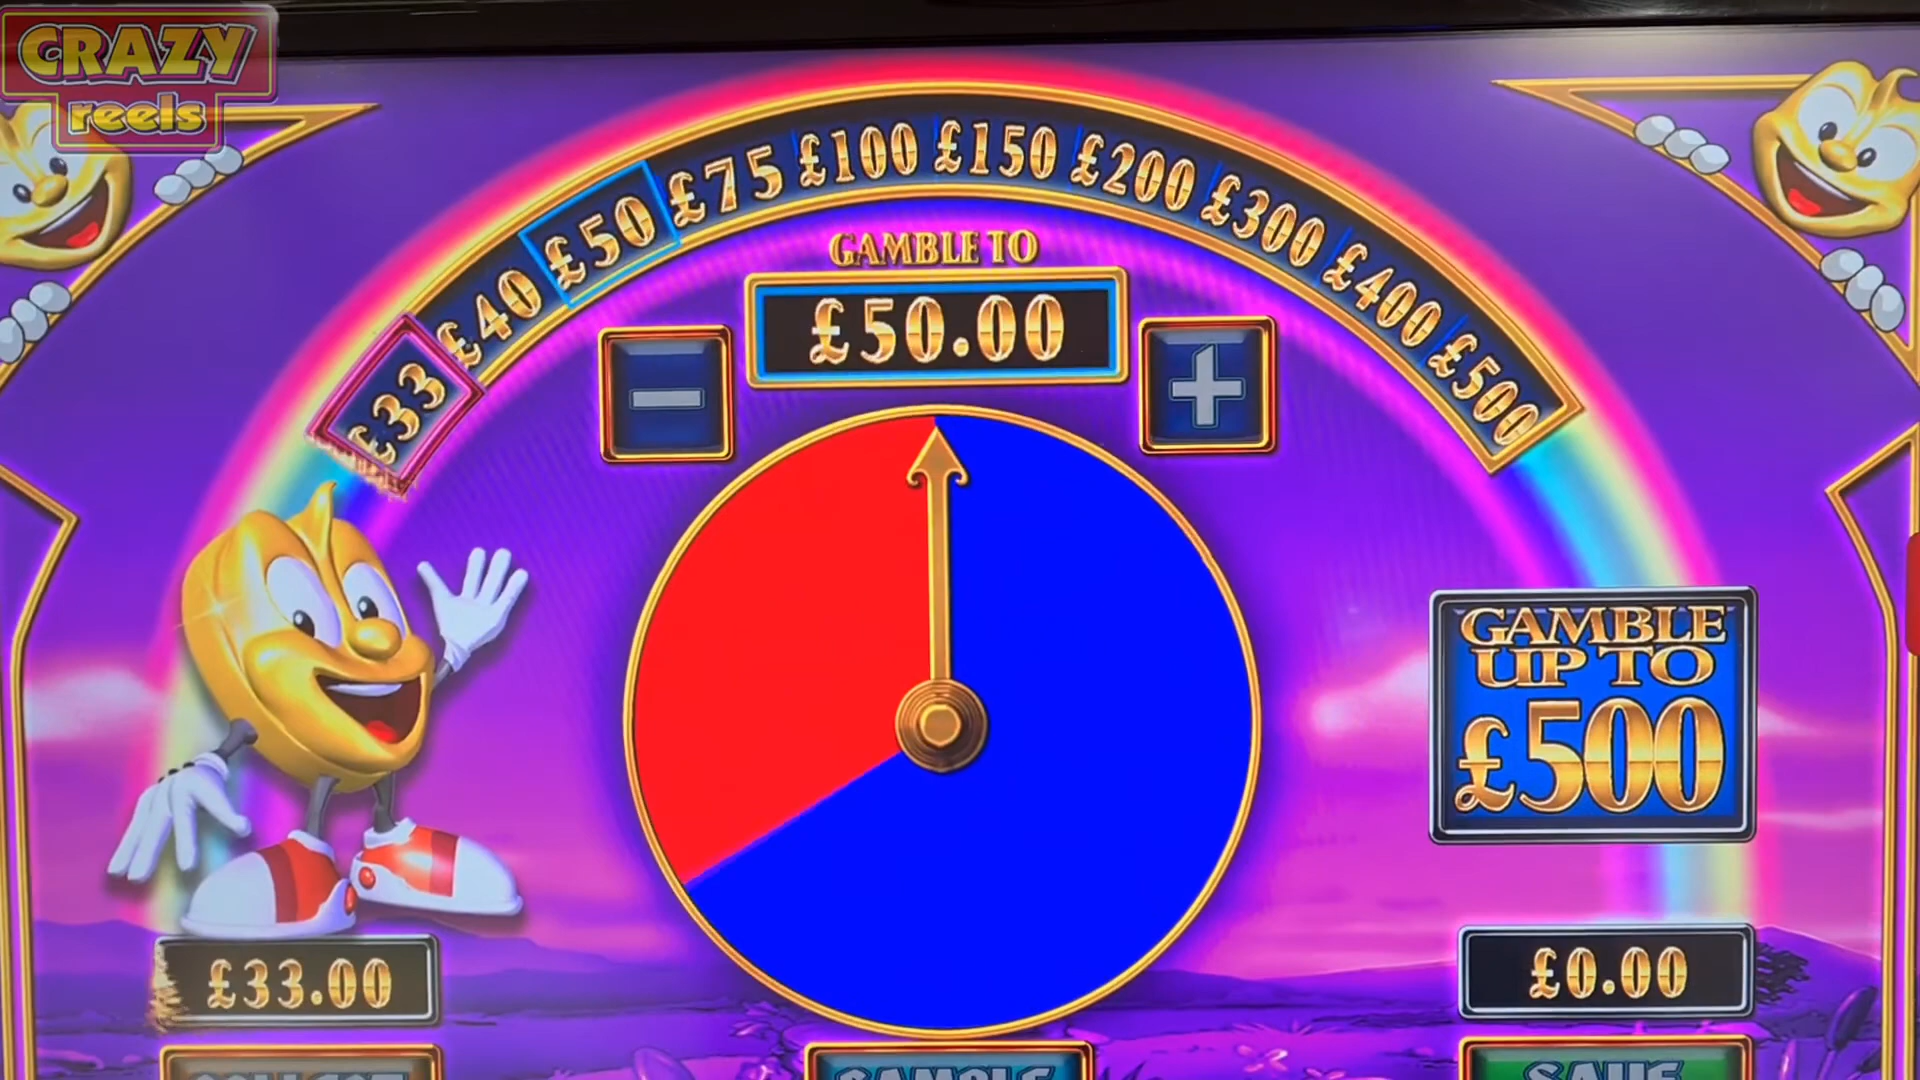 CRAZY
reels
£33 £40 £50 £75 £100 £150 £200 £300 £400 £500
GAMBLE TO
£50.00
GAMBLE
UP TO
£500
£33.00
£0.00
GAMBLE